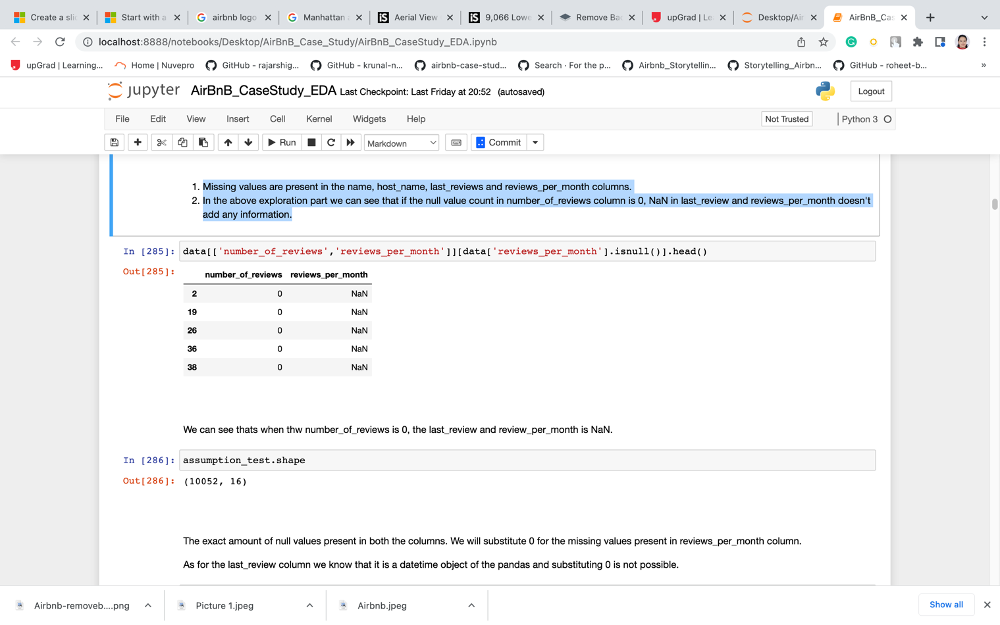 Create a slic
Start with a
airbnb logo
Manhattan a
Aerial View
9,066 Lowe
Remove Bac
upGrad | Le
Desktop/Air
AirBnB_Cas
localhost:8888/notebooks/Desktop/AirBnB_Case_Study/AirBnB_CaseStudy_EDA.ipynb
upGrad | Learning...
Home | Nuvepro
GitHub - rajarshig...
GitHub - krunal-n...
airbnb-case-stud...
Search · For the p...
Airbnb_Storytellin...
Storytelling_Airbn...
GitHub - roheet-b...
»
jupyter AirBnB_CaseStudy_EDA Last Checkpoint: Last Friday at 20:52 (autosaved)
Logout
File Edit View Insert Cell Kernel Widgets Help
Not Trusted
Python 3
Run
Markdown
Commit
1. Missing values are present in the name, host_name, last_reviews and reviews_per_month columns.
2. In the above exploration part we can see that if the null value count in number_of_reviews column is 0, NaN in last_review and reviews_per_month doesn't
add any information.
In [285]: data[['number_of_reviews','reviews_per_month']][data['reviews_per_month'].isnull()].head()
Out[285]:
number_of_reviews reviews_per_month
2 0 NaN
19 0 NaN
26 0 NaN
36 0 NaN
38 0 NaN
We can see thats when thw number_of_reviews is 0, the last_review and review_per_month is NaN.
In [286]: assumption_test.shape
Out[286]: (10052, 16)
The exact amount of null values present in both the columns. We will substitute 0 for the missing values present in reviews_per_month column.
As for the last_review column we know that it is a datetime object of the pandas and substituting 0 is not possible.
Airbnb-removeb....png
Picture 1.jpeg
Airbnb.jpeg
Show all